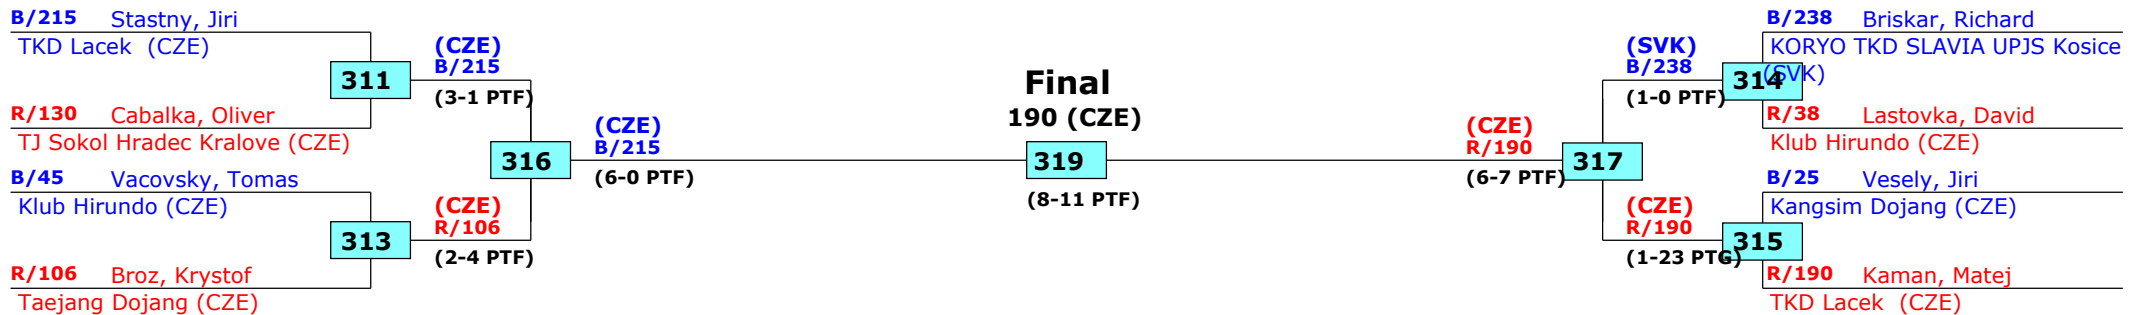 B/215 Stastny, Jiri
TKD Lacek (CZE)
311
(CZE)
B/215
(3-1 PTF)
R/130 Cabalka, Oliver
TJ Sokol Hradec Kralove (CZE)
316
(CZE)
B/215
(6-0 PTF)
B/45 Vacovsky, Tomas
Klub Hirundo (CZE)
313
(CZE)
R/106
(2-4 PTF)
R/106 Broz, Krystof
Taejang Dojang (CZE)
Final
190 (CZE)
319
(8-11 PTF)
(CZE)
R/190
(6-7 PTF)
317
(SVK)
B/238
(1-0 PTF)
314
B/238 Briskar, Richard
KORYO TKD SLAVIA UPJS Kosice
(SVK)
R/38 Lastovka, David
Klub Hirundo (CZE)
(CZE)
R/190
(1-23 PTG)
315
B/25 Vesely, Jiri
Kangsim Dojang (CZE)
R/190 Kaman, Matej
TKD Lacek (CZE)